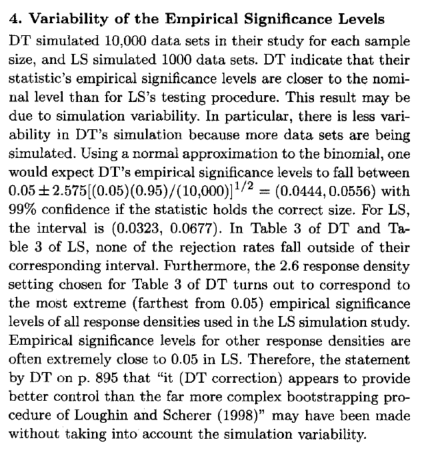 4. Variability of the Empirical Significance Levels
DT simulated 10,000 data sets in their study for each sample
size, and LS simulated 1000 data sets. DT indicate that their
statistic's empirical significance levels are closer to the nomi-
nal level than for LS's testing procedure. This result may be
due to simulation variability. In particular, there is less vari-
ability in DT's simulation because more data sets are being
simulated. Using a normal approximation to the binomial, one
would expect DT's empirical significance levels to fall between
0.05 ± 2.575[(0.05)(0.95)/(10,000)]^{1/2} = (0.0444, 0.0556) with
99% confidence if the statistic holds the correct size. For LS,
the interval is (0.0323, 0.0677). In Table 3 of DT and Ta-
ble 3 of LS, none of the rejection rates fall outside of their
corresponding interval. Furthermore, the 2.6 response density
setting chosen for Table 3 of DT turns out to correspond to
the most extreme (farthest from 0.05) empirical significance
levels of all response densities used in the LS simulation study.
Empirical significance levels for other response densities are
often extremely close to 0.05 in LS. Therefore, the statement
by DT on p. 895 that "it (DT correction) appears to provide
better control than the far more complex bootstrapping pro-
cedure of Loughin and Scherer (1998)" may have been made
without taking into account the simulation variability.